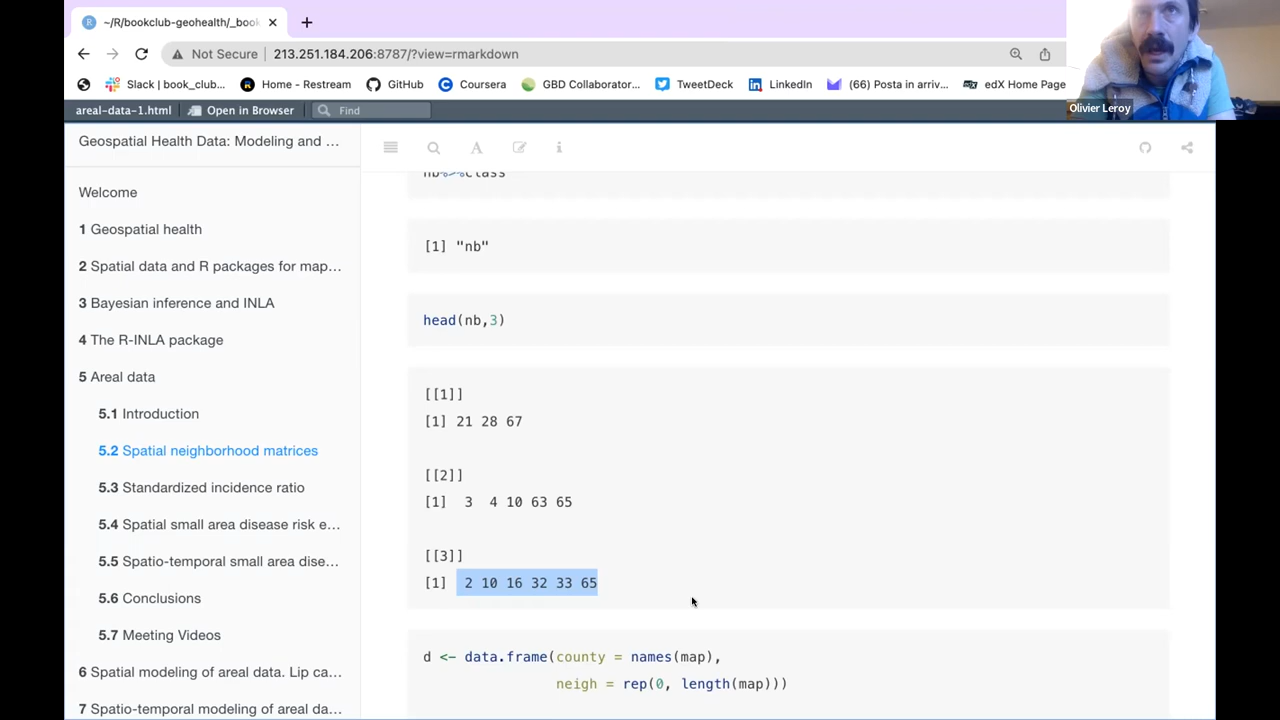 ~/R/bookclub-geohealth/_book
Not Secure
213.251.184.206:8787/?view=rmarkdown
Slack | book_club...
Home - Restream
GitHub
Coursera
GBD Collaborator...
TweetDeck
LinkedIn
(66) Posta in arriv...
edX Home Page
Olivier Leroy
areal-data-1.html
Open in Browser
Find
Geospatial Health Data: Modeling and ...
Welcome
1 Geospatial health
2 Spatial data and R packages for map...
3 Bayesian inference and INLA
4 The R-INLA package
5 Areal data
5.1 Introduction
5.2 Spatial neighborhood matrices
5.3 Standardized incidence ratio
5.4 Spatial small area disease risk e...
5.5 Spatio-temporal small area dise...
5.6 Conclusions
5.7 Meeting Videos
6 Spatial modeling of areal data. Lip ca...
7 Spatio-temporal modeling of areal da...
nb%>%class
[1] "nb"
head(nb,3)
[[1]]
[1] 21 28 67
[[2]]
[1]  3  4 10 63 65
[[3]]
[1]  2 10 16 32 33 65
d <- data.frame(county = names(map),
neigh = rep(0, length(map)))